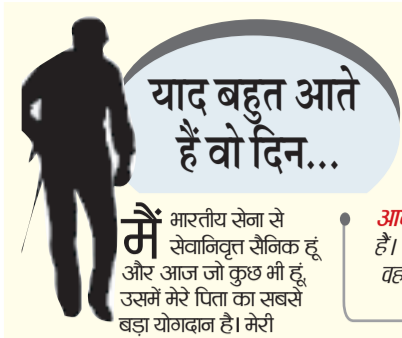 याद बहुत आते
हैं वो दिन...
मैं भारतीय सेना से
सेवानिवृत्त सैनिक हूं
और आज जो कुछ भी हूं,
उसमें मेरे पिता का सबसे
बड़ा योगदान है। मेरी
हैं।